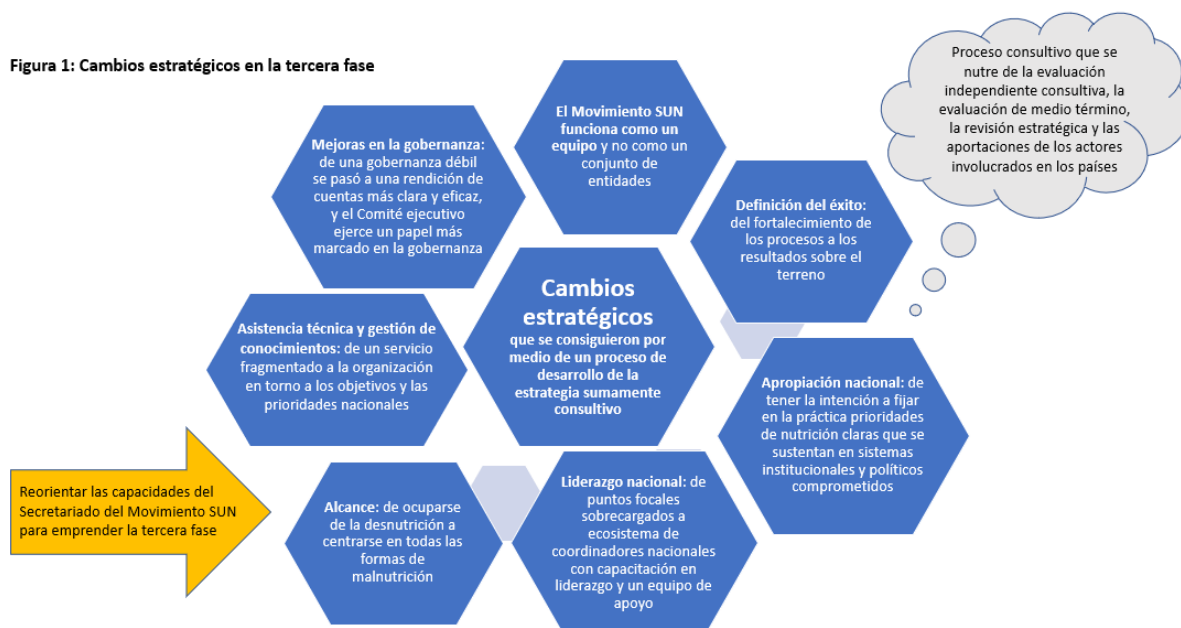 Figura 1: Cambios estratégicos en la tercera fase
Proceso consultivo que se
nutre de la evaluación
independiente consultiva, la
evaluación de medio término,
la revisión estratégica y las
aportaciones de los actores
involucrados en los países
El Movimiento SUN
funciona como un
equipo y no como un
conjunto de
entidades
Mejoras en la gobernanza:
de una gobernanza débil
se pasó a una rendición de
cuentas más clara y eficaz,
y el Comité ejecutivo
ejerce un papel más
marcado en la gobernanza
Definición del éxito:
del fortalecimiento de
los procesos a los
resultados sobre el
terreno
Cambios
estratégicos
que se consiguieron por
medio de un proceso de
desarrollo de la
estrategia sumamente
consultivo
Asistencia técnica y gestión de
conocimientos: de un servicio
fragmentado a la organización
en torno a los objetivos y las
prioridades nacionales
Apropiación nacional: de
tener la intención a fijar
en la práctica prioridades
de nutrición claras que se
sustentan en sistemas
institucionales y políticos
comprometidos
Reorientar las capacidades del
Secretariado del Movimiento SUN
para emprender la tercera fase
Alcance: de ocuparse
de la desnutrición a
centrarse en todas las
formas de
malnutrición
Liderazgo nacional: de
puntos focales
sobrecargados a
ecosistema de
coordinadores nacionales
con capacitación en
liderazgo y un equipo de
apoyo